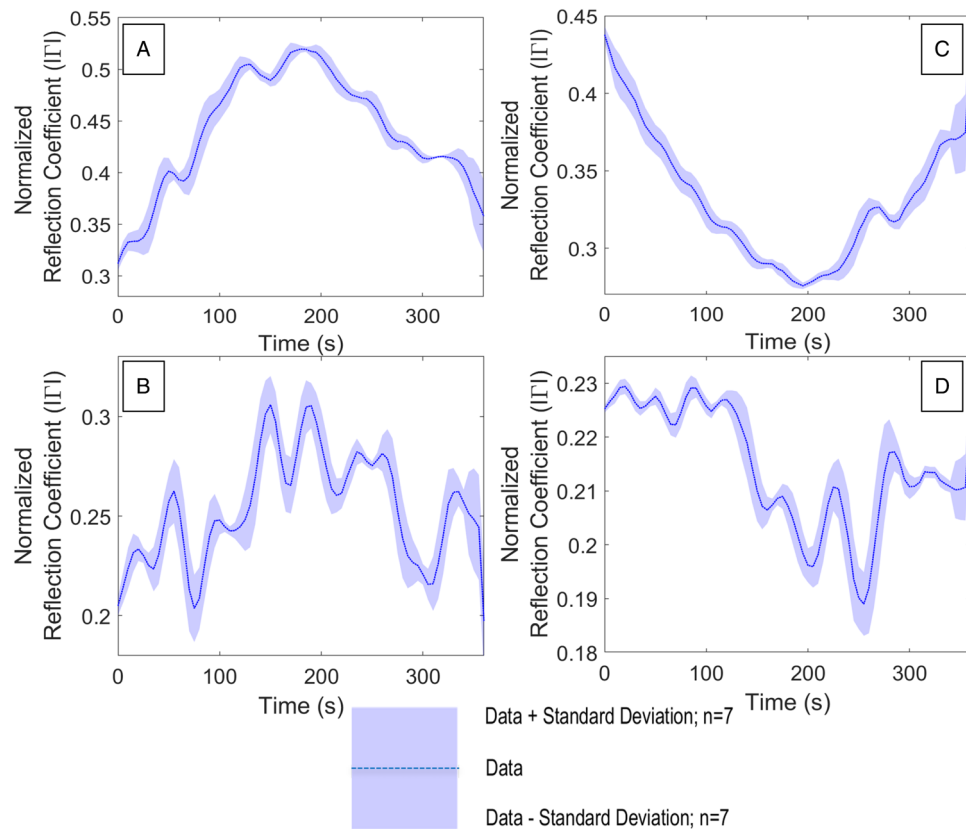 A
Normalized
Reflection Coefficient (IΓI)
0.55
0.5
0.45
0.4
0.35
0.3
0
100
200
300
Time (s)
C
Normalized
Reflection Coefficient (IΓI)
0.45
0.4
0.35
0.3
0
100
200
300
Time (s)
B
Normalized
Reflection Coefficient (IΓI)
0.3
0.25
0.2
0
100
200
300
Time (s)
D
Normalized
Reflection Coefficient (IΓI)
0.23
0.22
0.21
0.2
0.19
0.18
0
100
200
300
Time (s)
Data + Standard Deviation; n=7
Data
Data - Standard Deviation; n=7